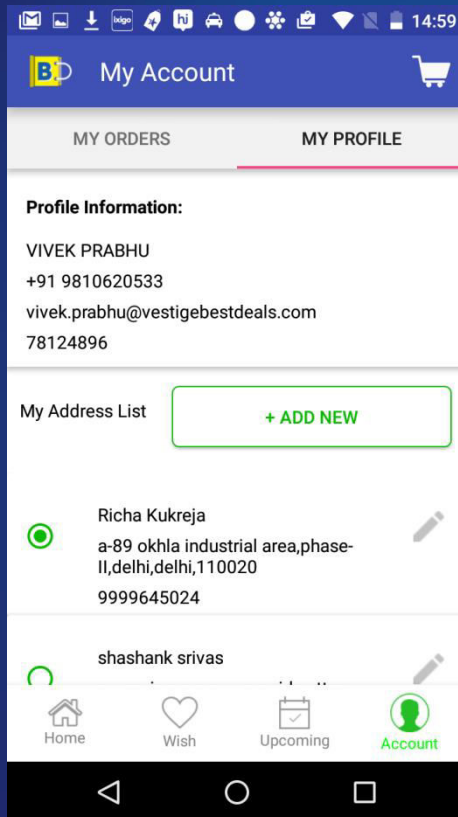 ixigo
hj
14:59
B
My Account
MY ORDERS
MY PROFILE
Profile Information:
VIVEK PRABHU
+91 9810620533
vivek.prabhu@vestigebestdeals.com
78124896
My Address List
+ ADD NEW
Richa Kukreja
a-89 okhla industrial area,phase-
II,delhi,delhi,110020
9999645024
shashank srivas
Home
Wish
Upcoming
Account